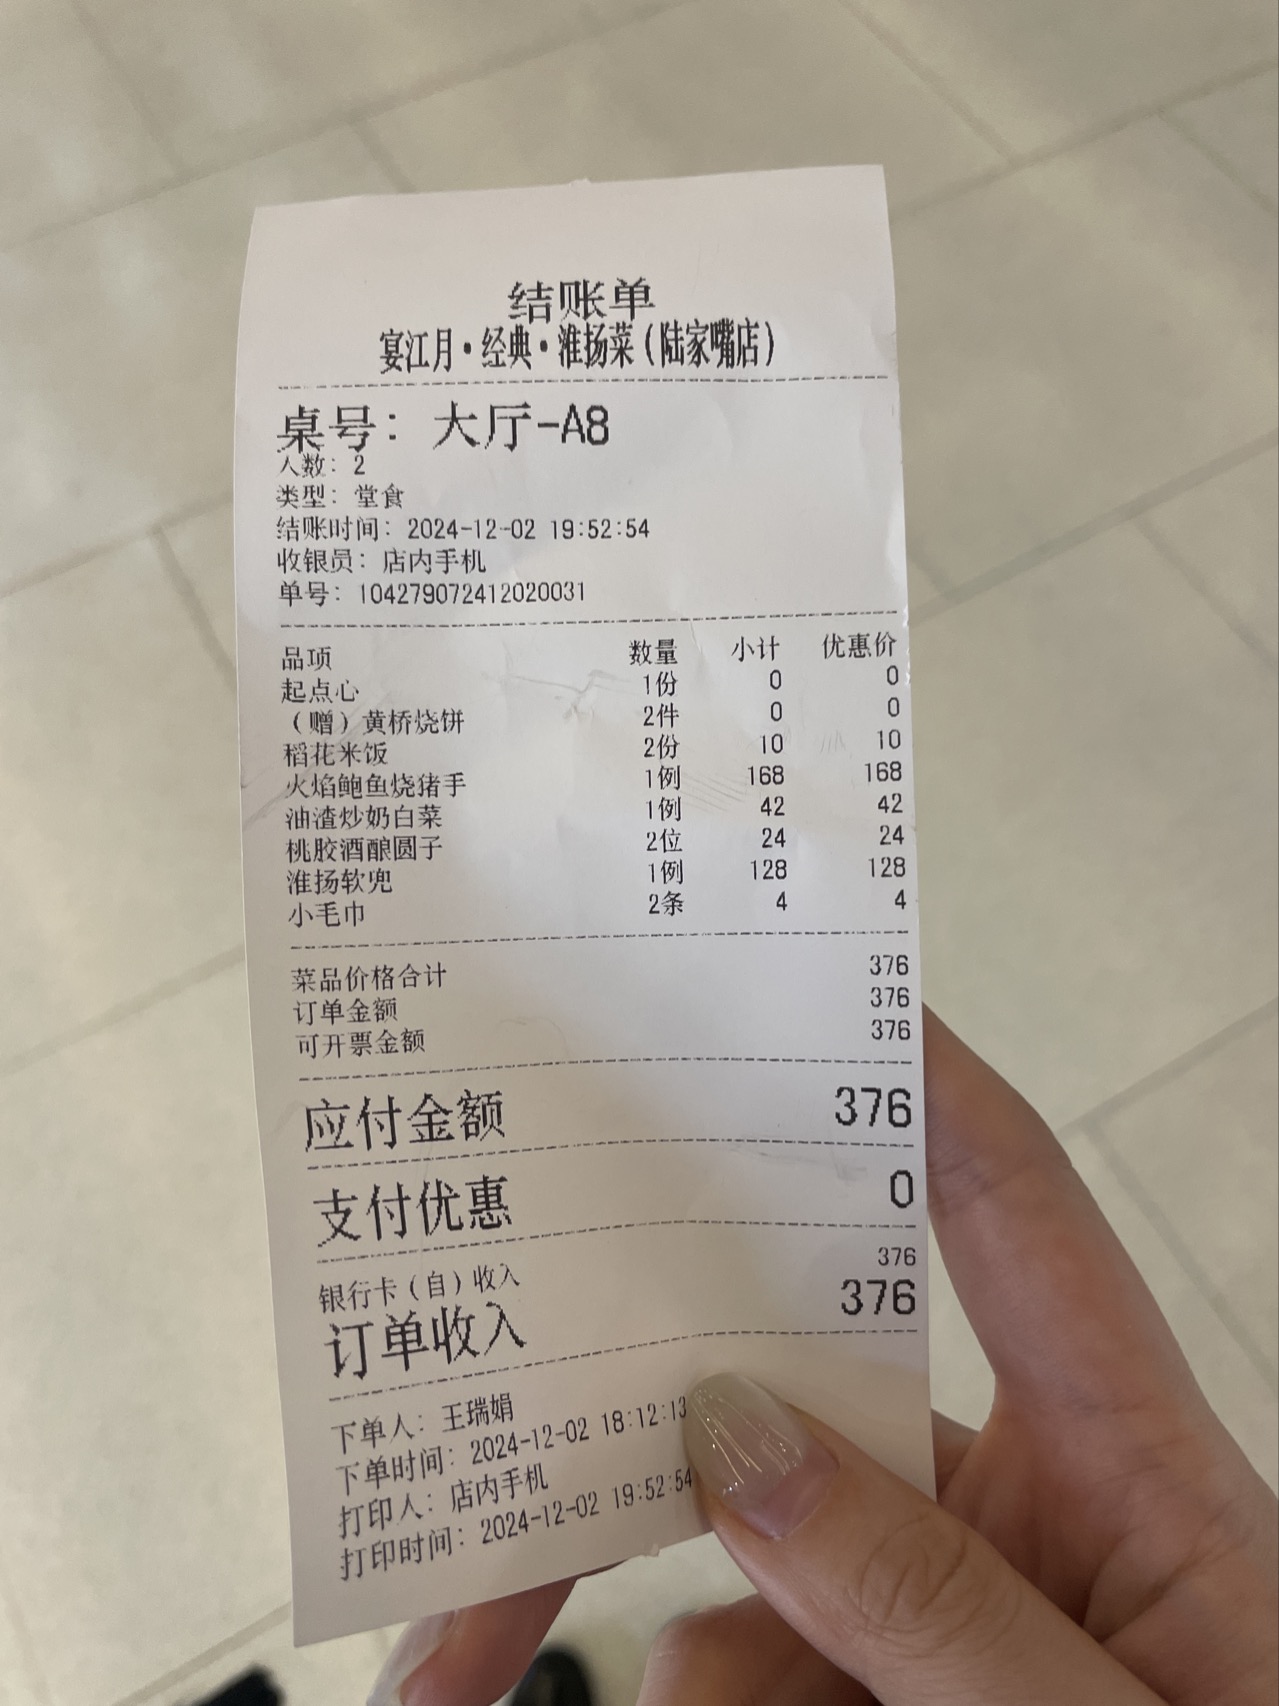 结账单
宴江月·经典·淮扬菜(陆家嘴店)
桌号: 大厅-A8
人数: 2
类型: 堂食
结账时间: 2024-12-02 19:52:54
收银员: 店内手机
单号: 104279072412020031
品项 数量 小计 优惠价
起点心 1份 0 0
(赠)黄桥烧饼 2件 0 0
稻花米饭 2份 10 10
火焰鲍鱼烧猪手 1例 168 168
油渣炒奶白菜 1例 42 42
桃胶酒酿圆子 2位 24 24
淮扬软兜 1例 128 128
小毛巾 2条 4 4
菜品价格合计 376
订单金额 376
可开票金额 376
应付金额 376
支付优惠 0
银行卡(自)收入 376
订单收入 376
下单人: 王瑞娟
下单时间: 2024-12-02 18:12:13
打印人: 店内手机
打印时间: 2024-12-02 19:52:54